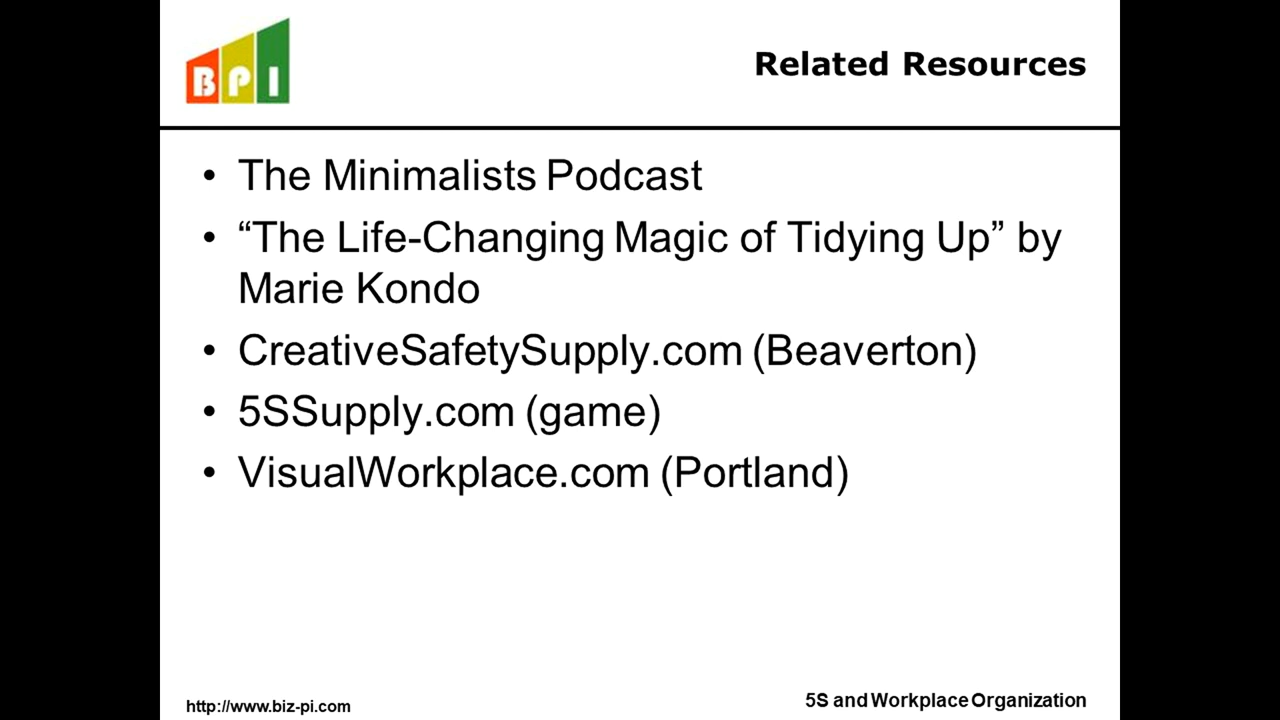 BPI
Related Resources
• The Minimalists Podcast
• “The Life-Changing Magic of Tidying Up” by
Marie Kondo
• CreativeSafetySupply.com (Beaverton)
• 5SSupply.com (game)
• VisualWorkplace.com (Portland)
http://www.biz-pi.com
5S and Workplace Organization